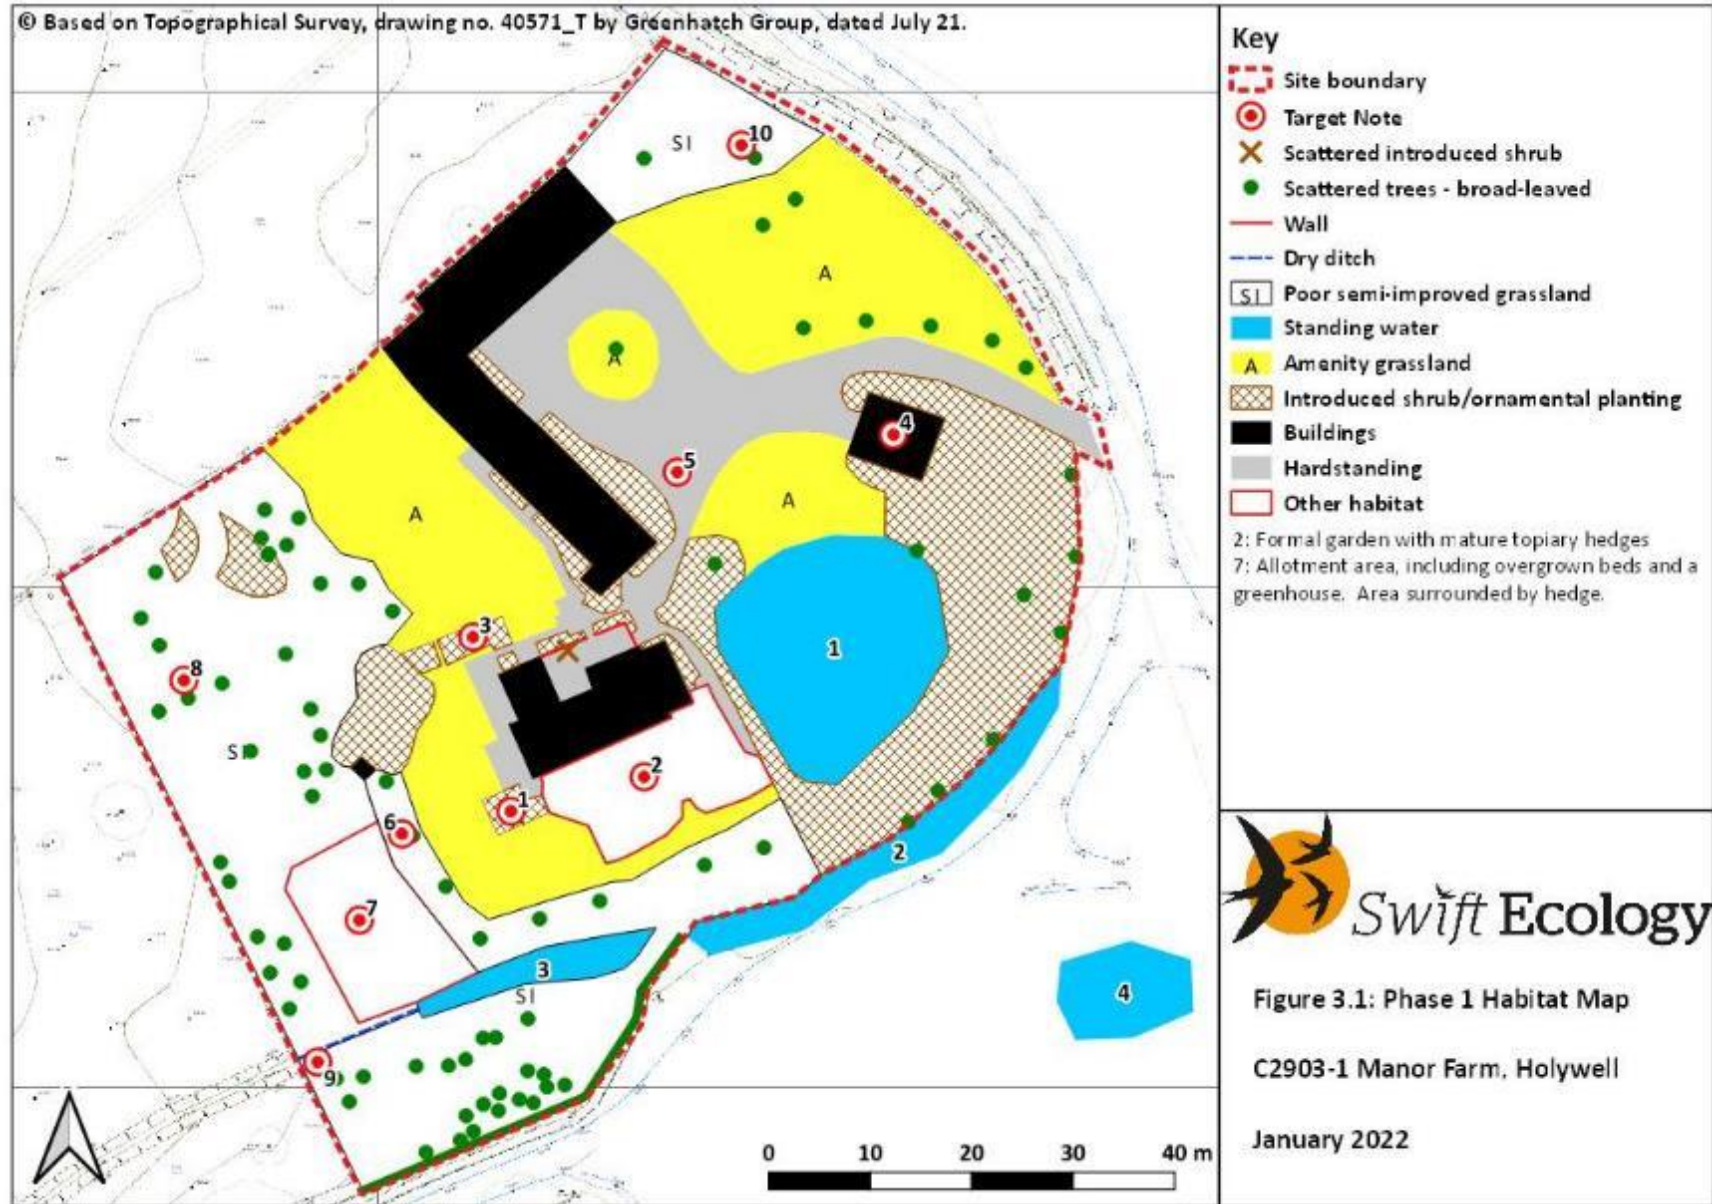 © Based on Topographical Survey, drawing no. 40571_T by Greenhatch Group, dated July 21.
10
SI
A
A
4
5
A
A
3
1
8
SI
2
1
6
2
7
3
SI
4
9
0 10 20 30 40 m
Key
Site boundary
Target Note
Scattered introduced shrub
Scattered trees - broad-leaved
Wall
Dry ditch
SI Poor semi-improved grassland
Standing water
A Amenity grassland
Introduced shrub/ornamental planting
Buildings
Hardstanding
Other habitat
2: Formal garden with mature topiary hedges
7: Allotment area, including overgrown beds and a
greenhouse. Area surrounded by hedge.
Swift Ecology
Figure 3.1: Phase 1 Habitat Map
C2903-1 Manor Farm, Holywell
January 2022